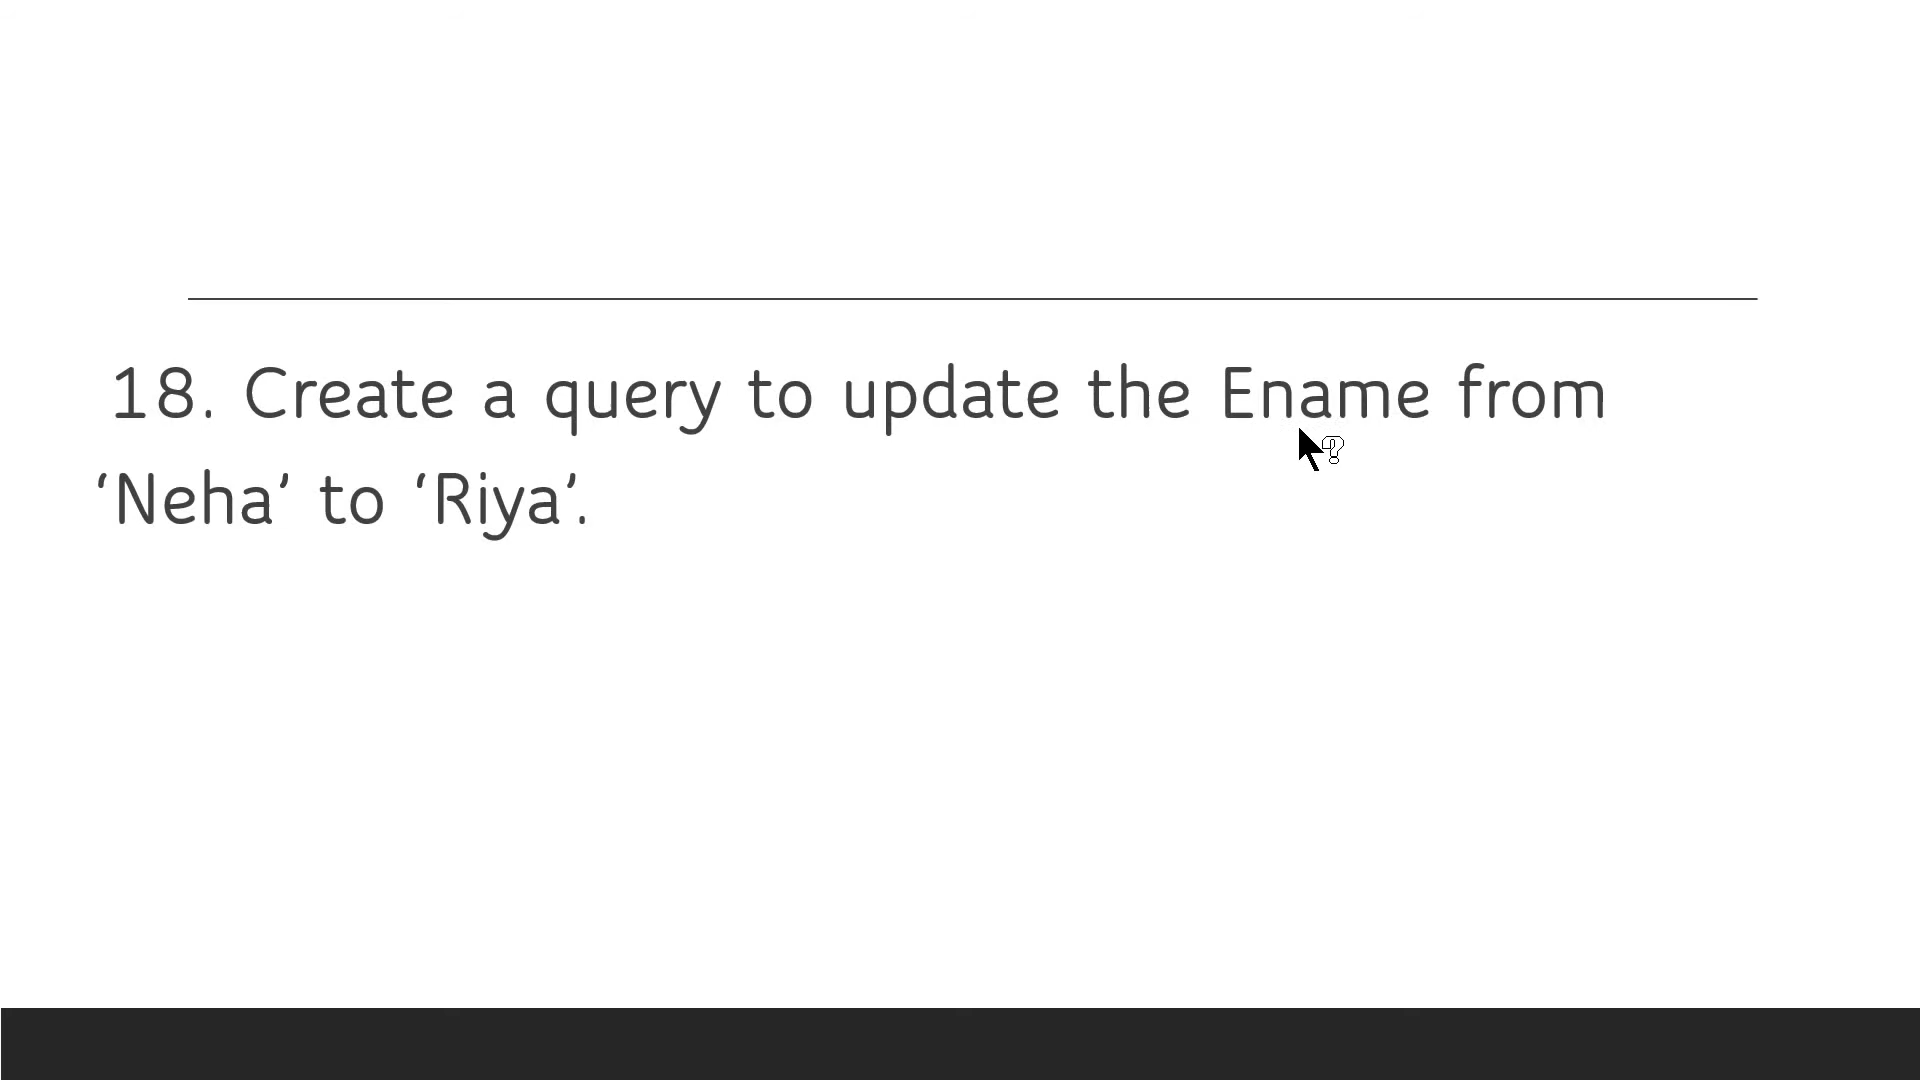 18. Create a query to update the Ename from
‘Neha’ to ‘Riya’.